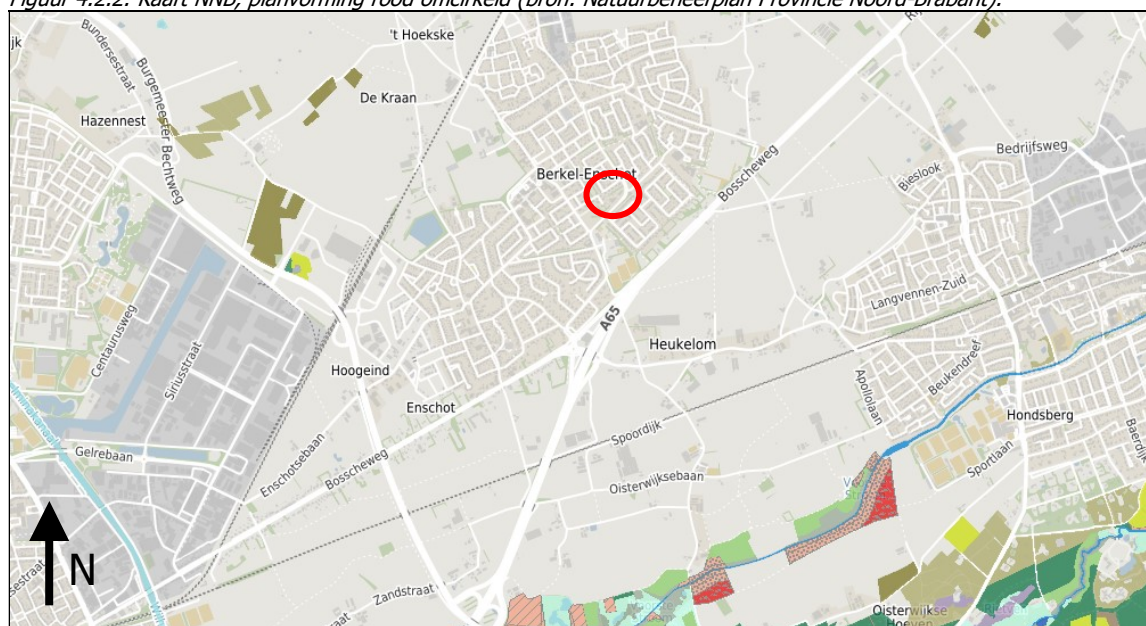 Figuur 4.2.2: Kaart NNB, planvorming rood omcirkeld (bron: Natuurbeheerplan Provincie Noord-Brabant).
't Hoekske
Bundersestraat
Burgemeester Bechtweg
De Kraan
Hazennest
Berkel-Enschot
Bosscheweg
Bedrijfsweg
Bieslook
Langvennen-Zuid
Centaurusweg
Siriusstraat
A65
Heukelom
Hoogeind
Enschot
Apollolaan
Beukendreef
Hondsberg
Baerdijk
Gelrebaan
Enschotsebaan
Bosscheweg
Spoordijk
Sportlaan
Oisterwijksebaan
N
Zandstraat
Oisterwijkse
Hoeven